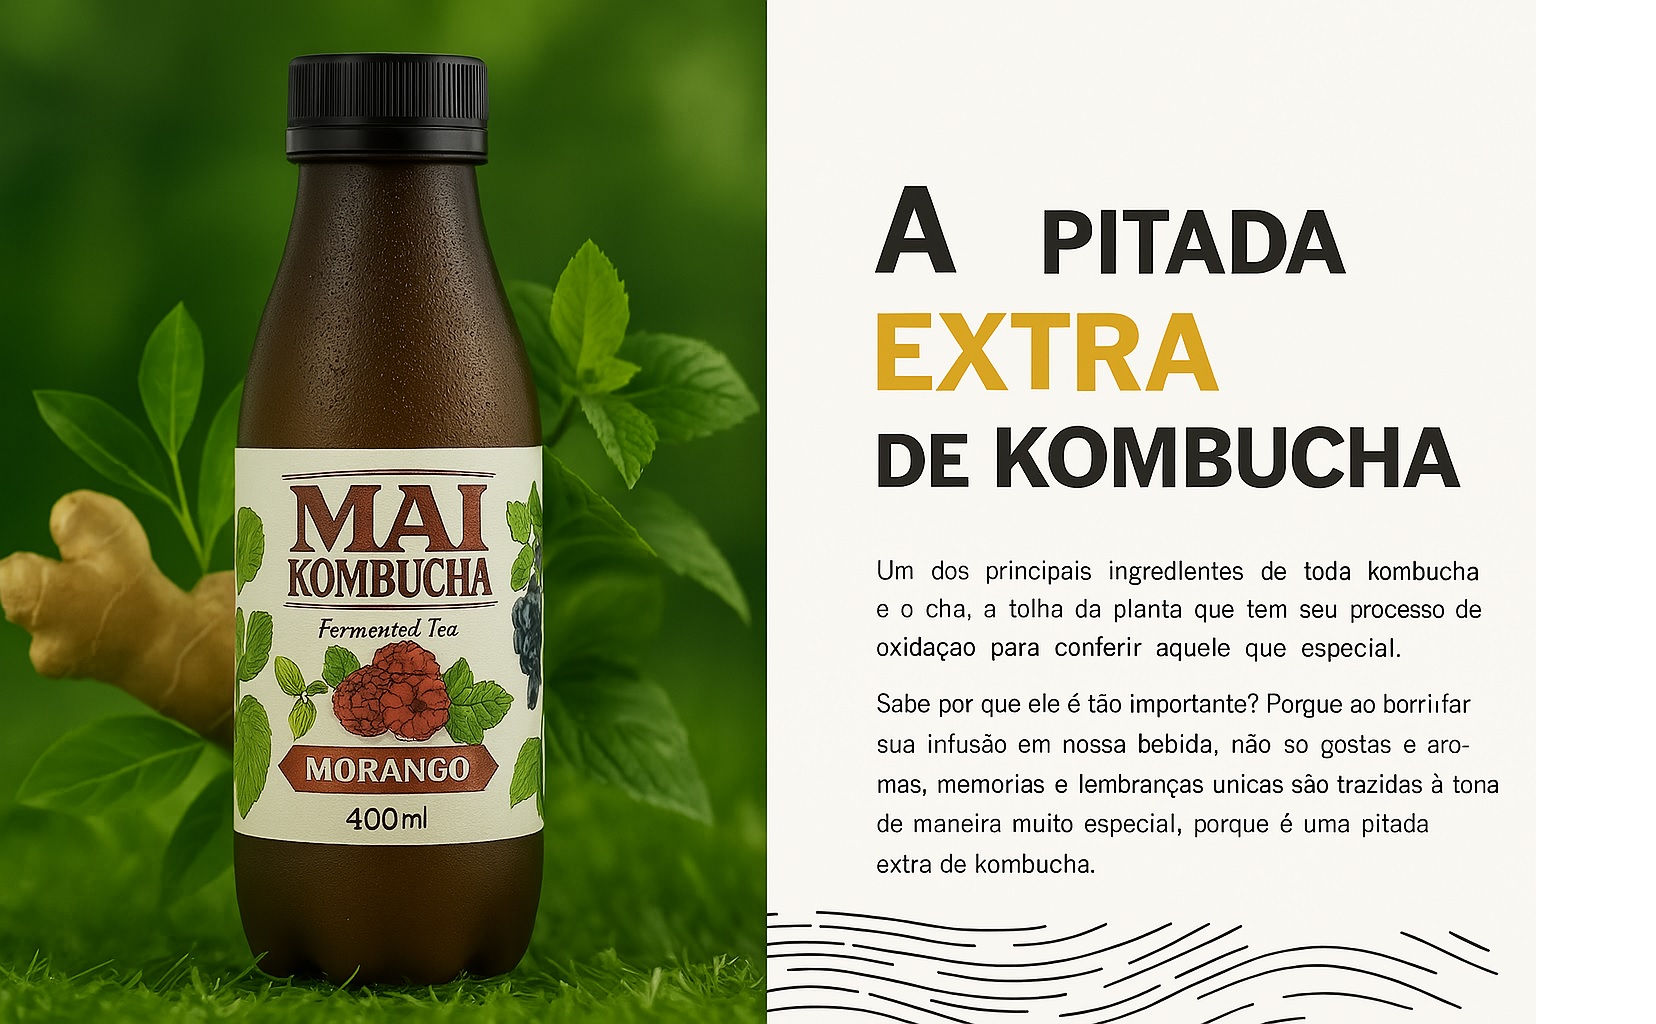 MAI
KOMBUCHA
Fermented Tea
MORANGO
400ml
A PITADA
EXTRA
DE KOMBUCHA
Um dos principais ingredlentes de toda kombucha
e o cha, a tolha da planta que tem seu processo de
oxidaçao para conferir aquele que especial.
Sabe por que ele é tão importante? Porgue ao borriıfar
sua infusão em nossa bebida, não so gostas e aro-
mas, memorias e lembranças unicas sâo trazidas à tona
de maneira muito especial, porque é uma pitada
extra de kombucha.